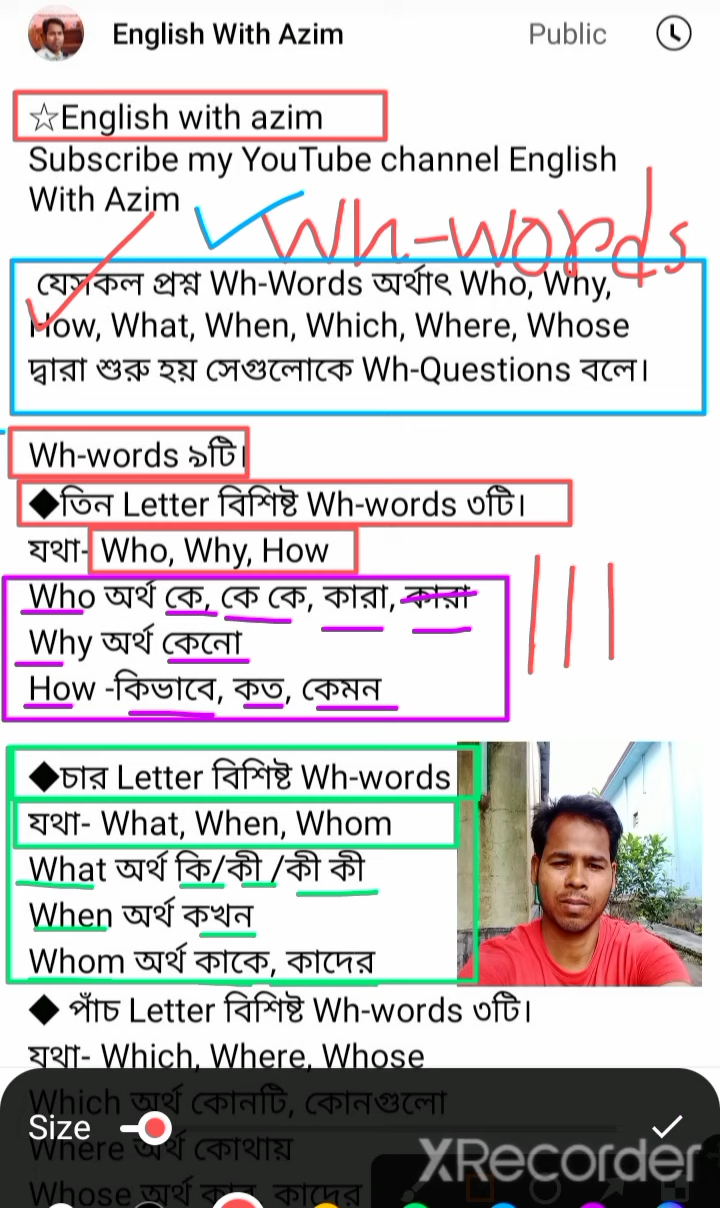 English With Azim Public
☆English with azim
Subscribe my YouTube channel English
With Azim
Wh-words
যেসকল প্রশ্ন Wh-Words অর্থাৎ Who, Why,
How, What, When, Which, Where, Whose
দ্বারা শুরু হয় সেগুলোকে Wh-Questions বলে।
Wh-words ৯টি।
◆তিন Letter বিশিষ্ট Wh-words ৩টি।
যথা- Who, Why, How
Who অর্থ কে, কে কে, কারা, কারা
Why অর্থ কেনো
How -কিভাবে, কত, কেমন
◆চার Letter বিশিষ্ট Wh-words
যথা- What, When, Whom
What অর্থ কি/কী /কী কী
When অর্থ কখন
Whom অর্থ কাকে, কাদের
◆ পাঁচ Letter বিশিষ্ট Wh-words ৩টি।
যথা- Which, Where, Whose
Which অর্থ কোনটি, কোনগুলো
Size
Where অর্থ কোথায়
XRecorder
Whose অর্থ কার, কাদের